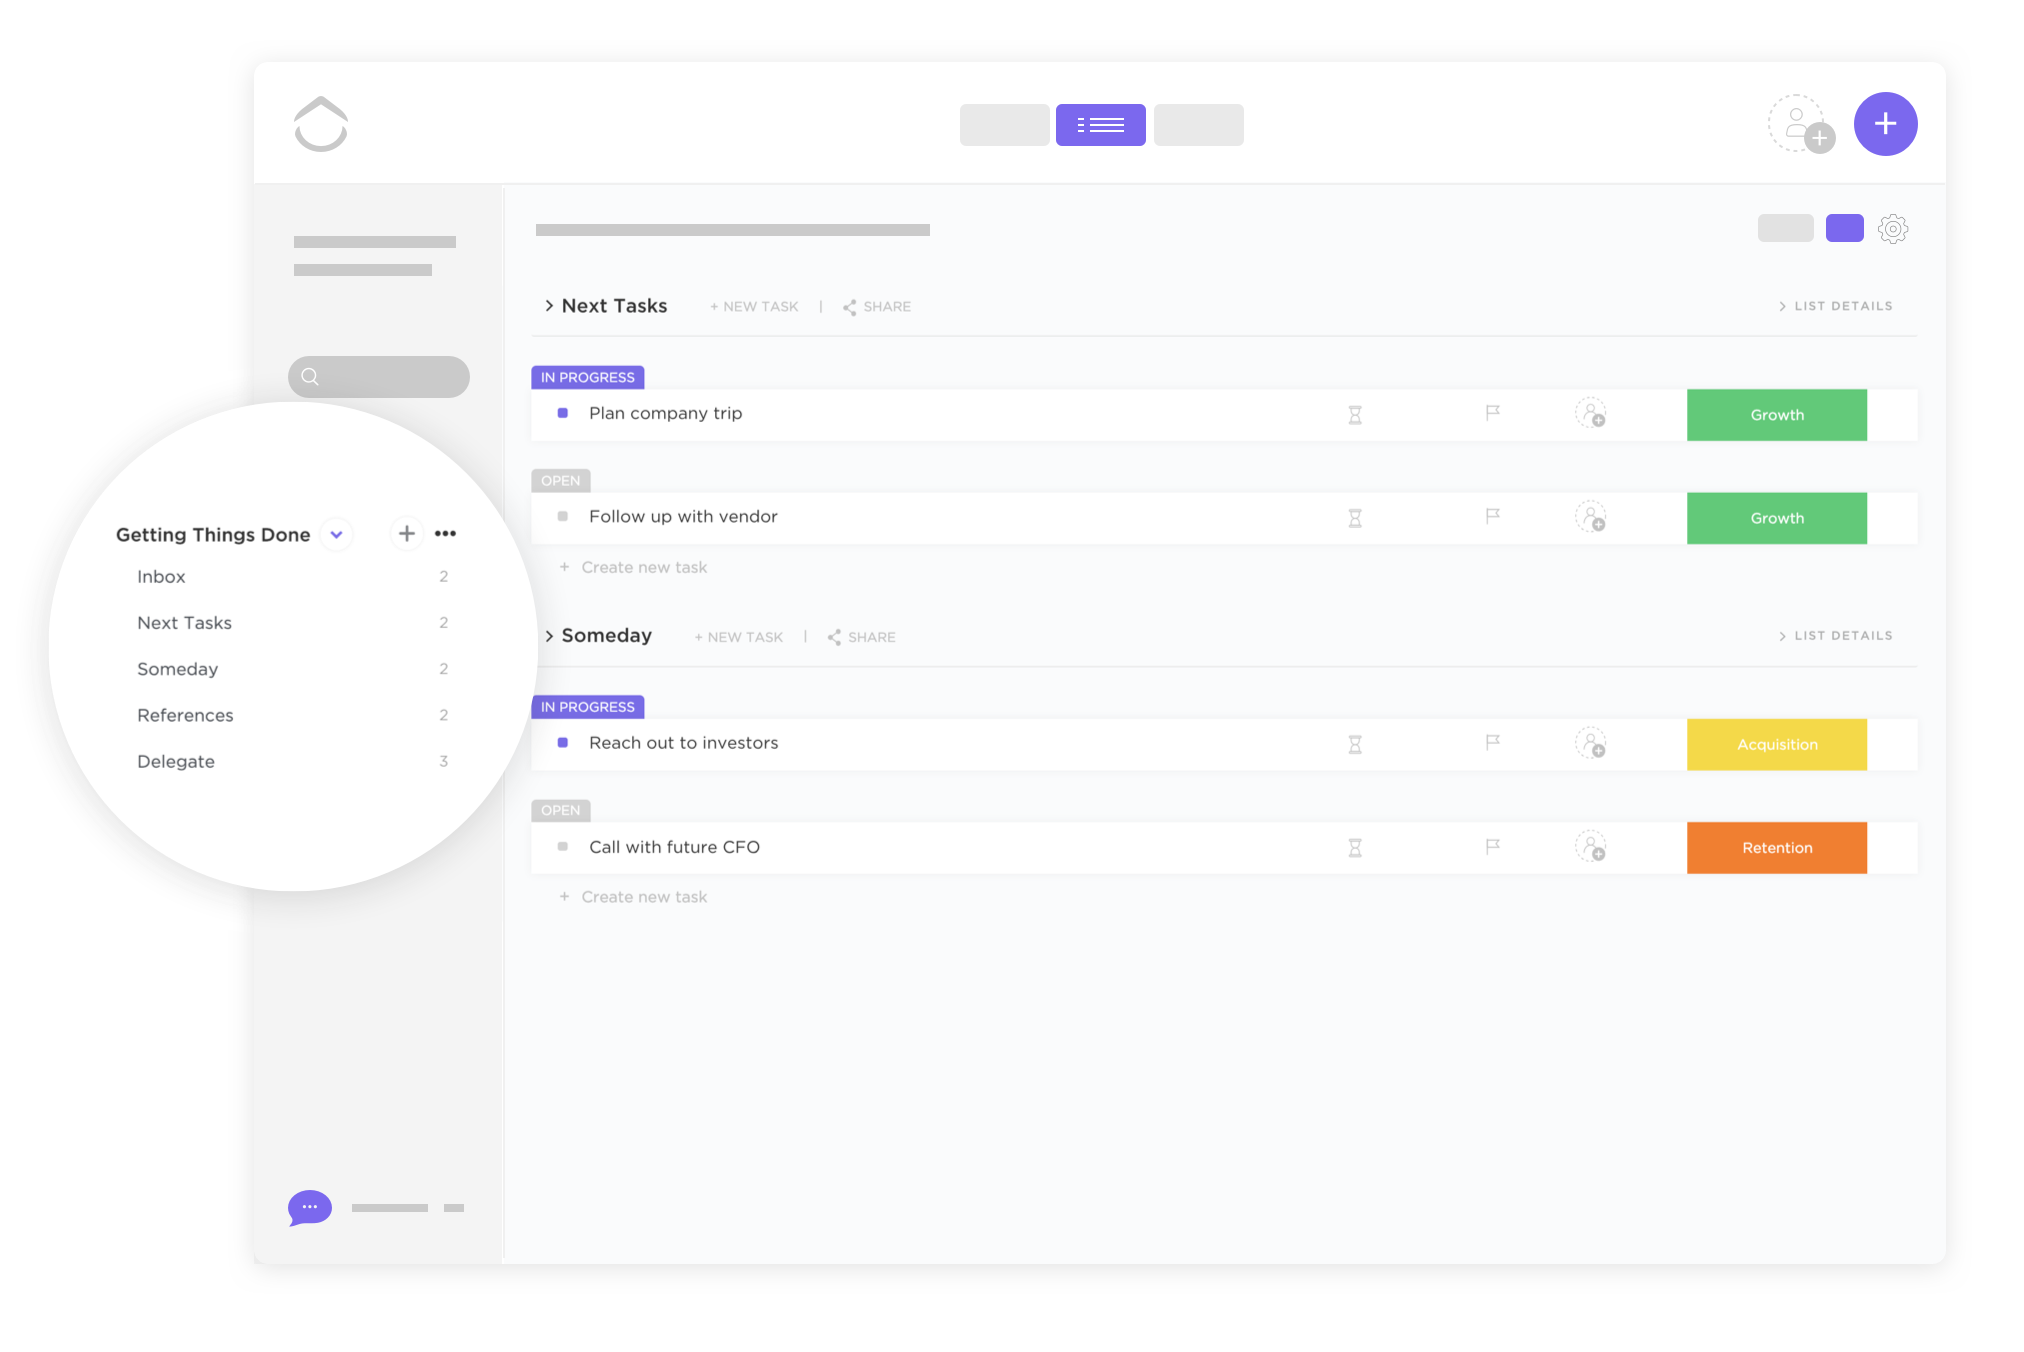 Getting Things Done
Inbox 2
Next Tasks 2
Someday 2
References 2
Delegate 3
Next Tasks + NEW TASK | SHARE LIST DETAILS
IN PROGRESS
Plan company trip Growth
OPEN
Follow up with vendor Growth
+ Create new task
Someday + NEW TASK | SHARE LIST DETAILS
IN PROGRESS
Reach out to investors Acquisition
OPEN
Call with future CFO Retention
+ Create new task